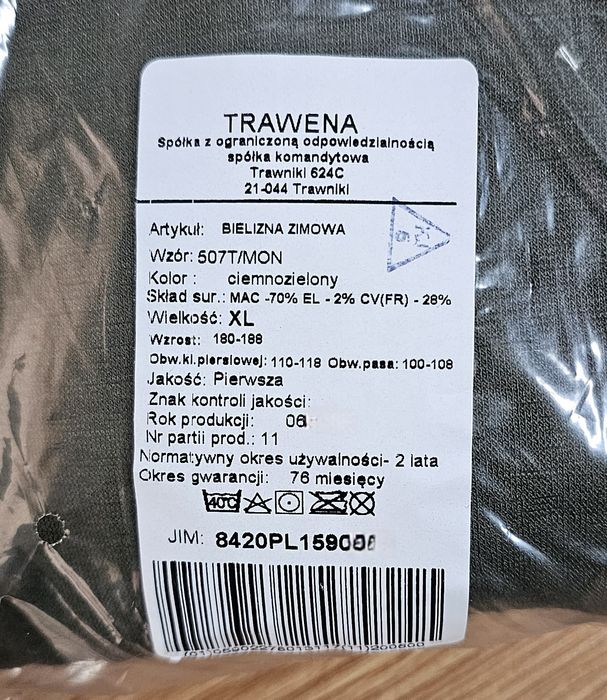 TRAWENA
Spółka z ograniczoną odpowiedzialnością
spółka komandytowa
Trawniki 624C
21-044 Trawniki
Artykuł: BIELIZNA ZIMOWA
Wzór: 507T/MON
Kolor : ciemnozielony
Skład sur.: MAC -70% EL - 2% CV(FR) - 28%
Wielkość: XL
Wzrost: 180-188
Obw.kl.piersiowej: 110-118 Obw.pasa: 100-108
Jakość: Pierwsza
Znak kontroli jakości:
Rok produkcji: 06
Nr partii prod.: 11
Normatywny okres używalności- 2 lata
Okres gwarancji: 76 miesięcy
40°C
JIM: 8420PL159